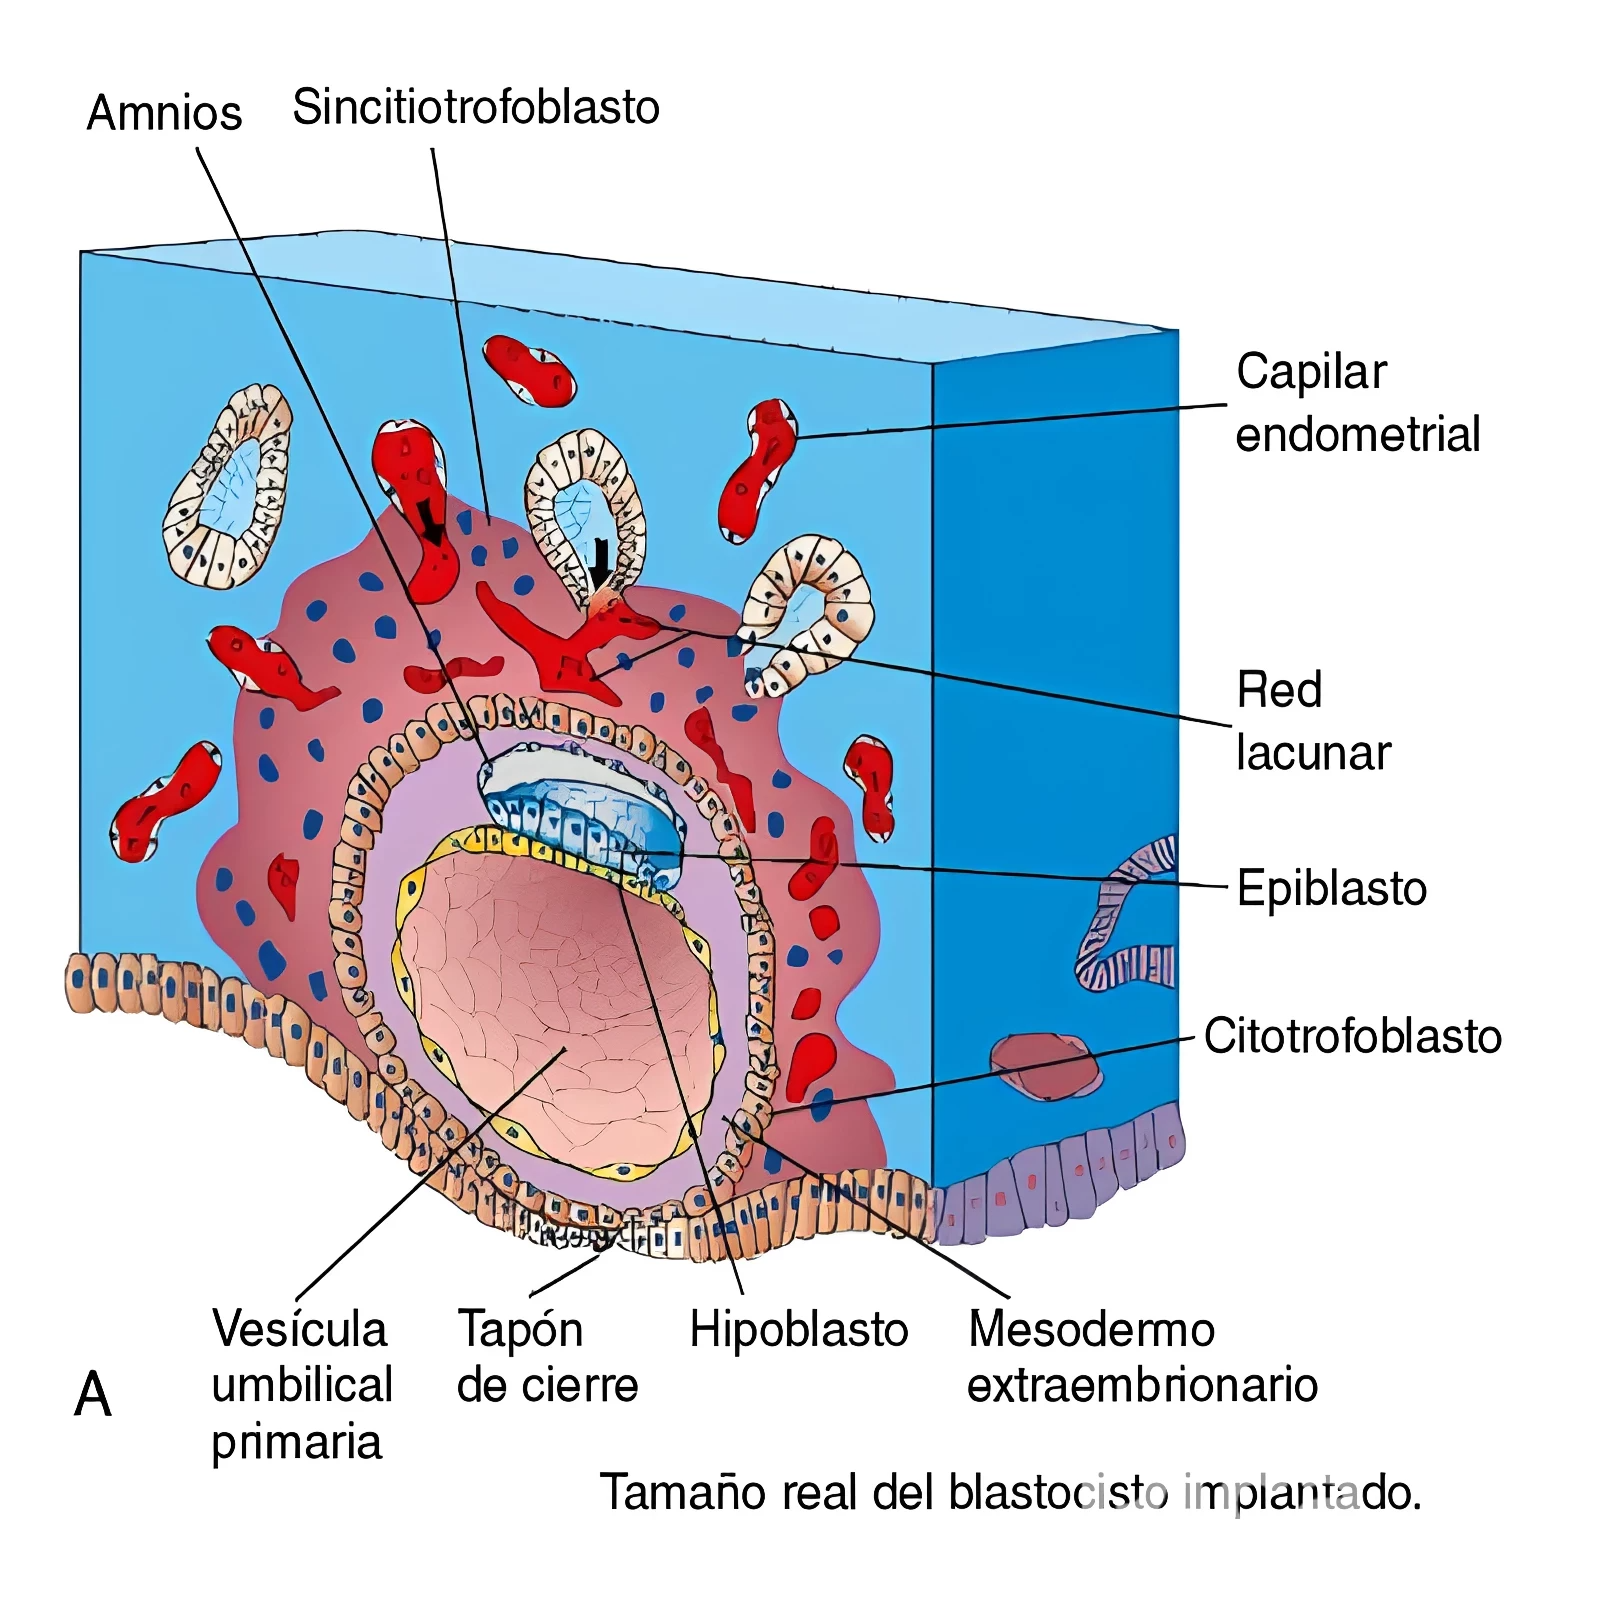 Amnios
Sincitiotrofoblasto
Capilar
endometrial
Red
lacunar
Epiblasto
Citotrofoblasto
Vesícula
umbilical
primaria
Tapón
de cierre
Hipoblasto
Mesodermo
extraembrionario
A
Tamaño real del blastocisto implantado.